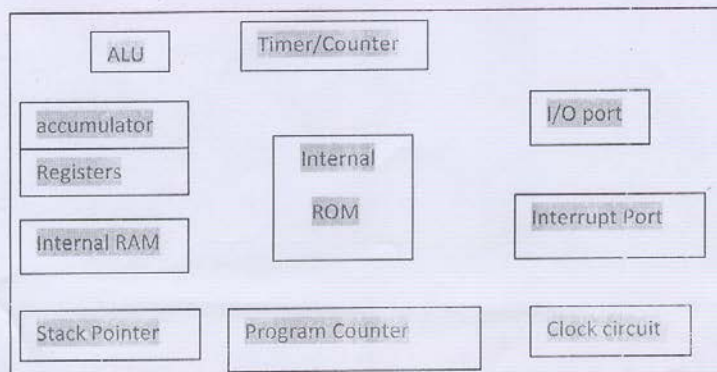 ALU
Timer/Counter
accumulator
I/O port
Registers
Internal
ROM
Internal RAM
Interrupt Port
Stack Pointer
Program Counter
Clock circuit